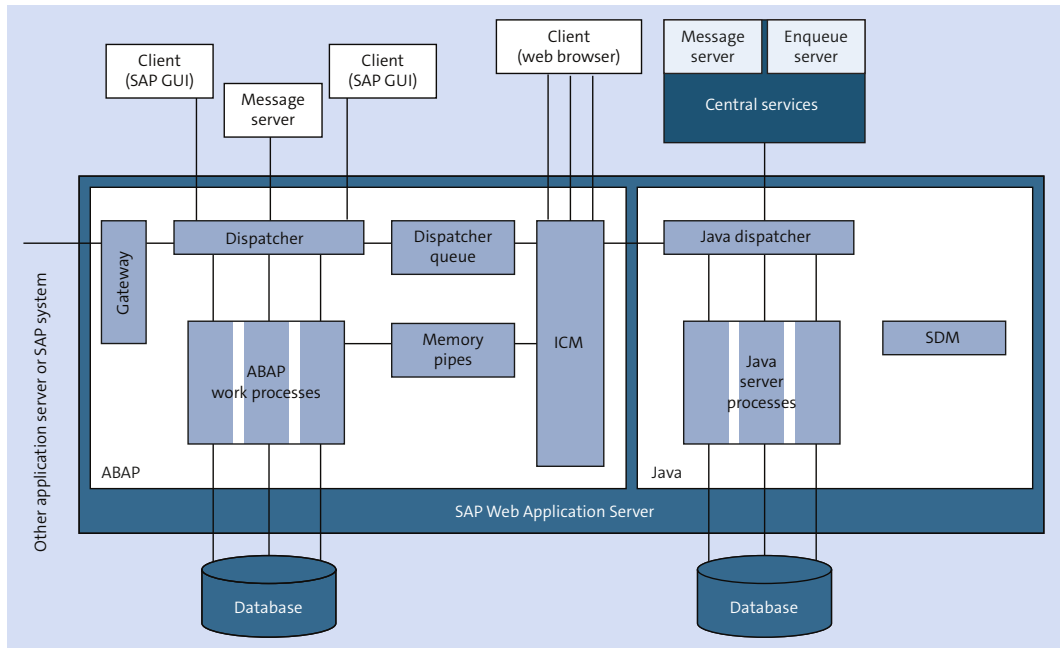 Client
(SAP GUI)
Message
server
Client
(SAP GUI)
Client
(web browser)
Message
server
Enqueue
server
Central services
Other application server or SAP system
Gateway
Dispatcher
Dispatcher
queue
ABAP
work processes
Memory
pipes
ICM
ABAP
Java dispatcher
Java
server
processes
SDM
Java
SAP Web Application Server
Database
Database